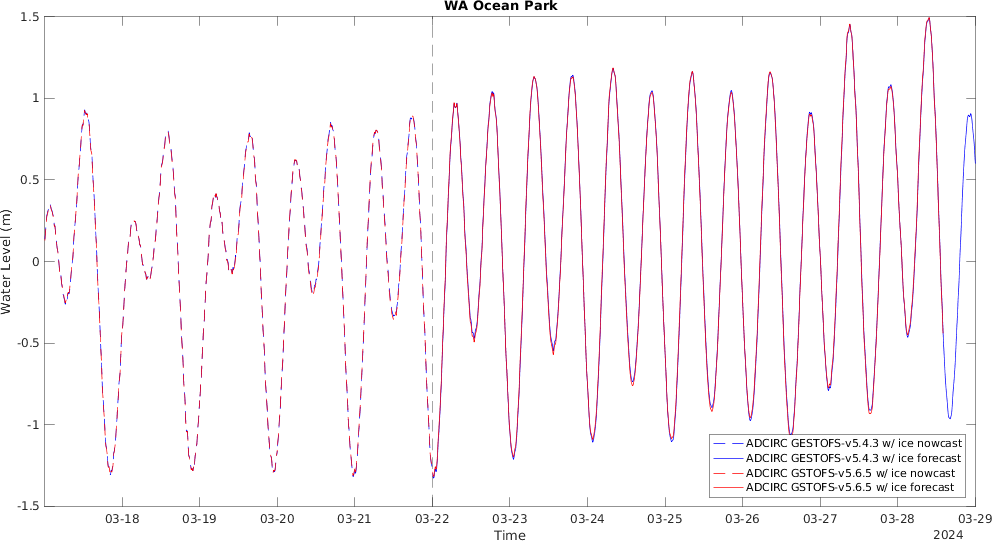 WA Ocean Park
1.5
1
0.5
0
-0.5
-1
-1.5
Water Level (m)
03-18 03-19 03-20 03-21 03-22 03-23 03-24 03-25 03-26 03-27 03-28 03-29
Time
2024
ADCIRC GESTOFS-v5.4.3 w/ ice nowcast
ADCIRC GESTOFS-v5.4.3 w/ ice forecast
ADCIRC GSTOFS-v5.6.5 w/ ice nowcast
ADCIRC GSTOFS-v5.6.5 w/ ice forecast